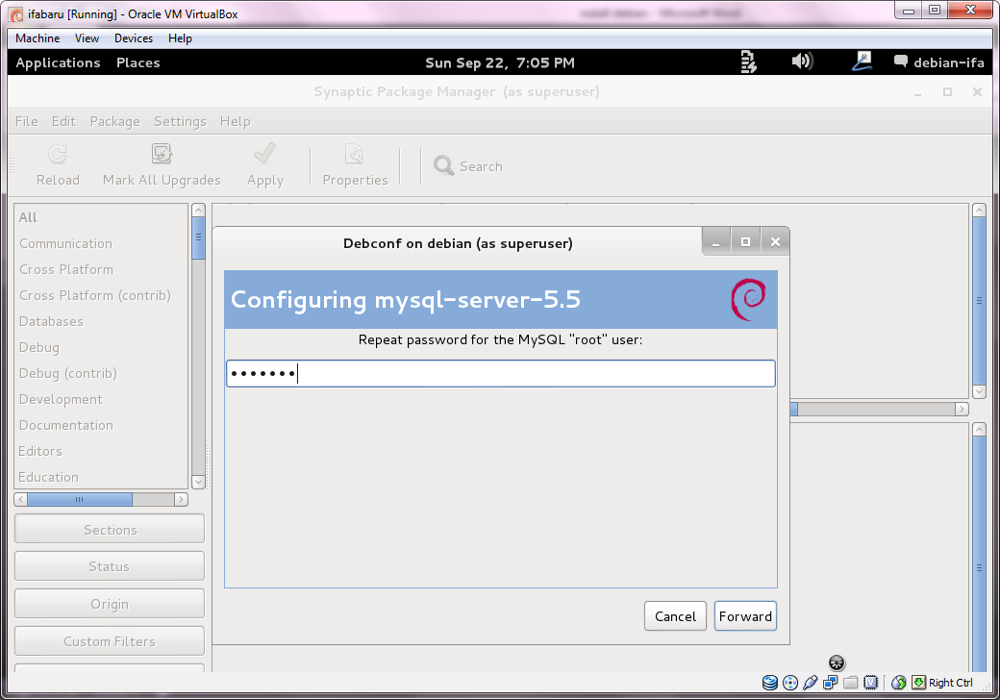 ifabaru [Running] - Oracle VM VirtualBox
Machine View Devices Help
Applications Places Sun Sep 22, 7:05 PM debian-ifa
Synaptic Package Manager (as superuser)
File Edit Package Settings Help
Reload Mark All Upgrades Apply Properties Search
All
Communication
Cross Platform
Cross Platform (contrib)
Databases
Debug
Debug (contrib)
Development
Documentation
Editors
Education
Sections
Status
Origin
Custom Filters
Debconf on debian (as superuser)
Configuring mysql-server-5.5
Repeat password for the MySQL "root" user:
•••••••
Cancel Forward
Right Ctrl